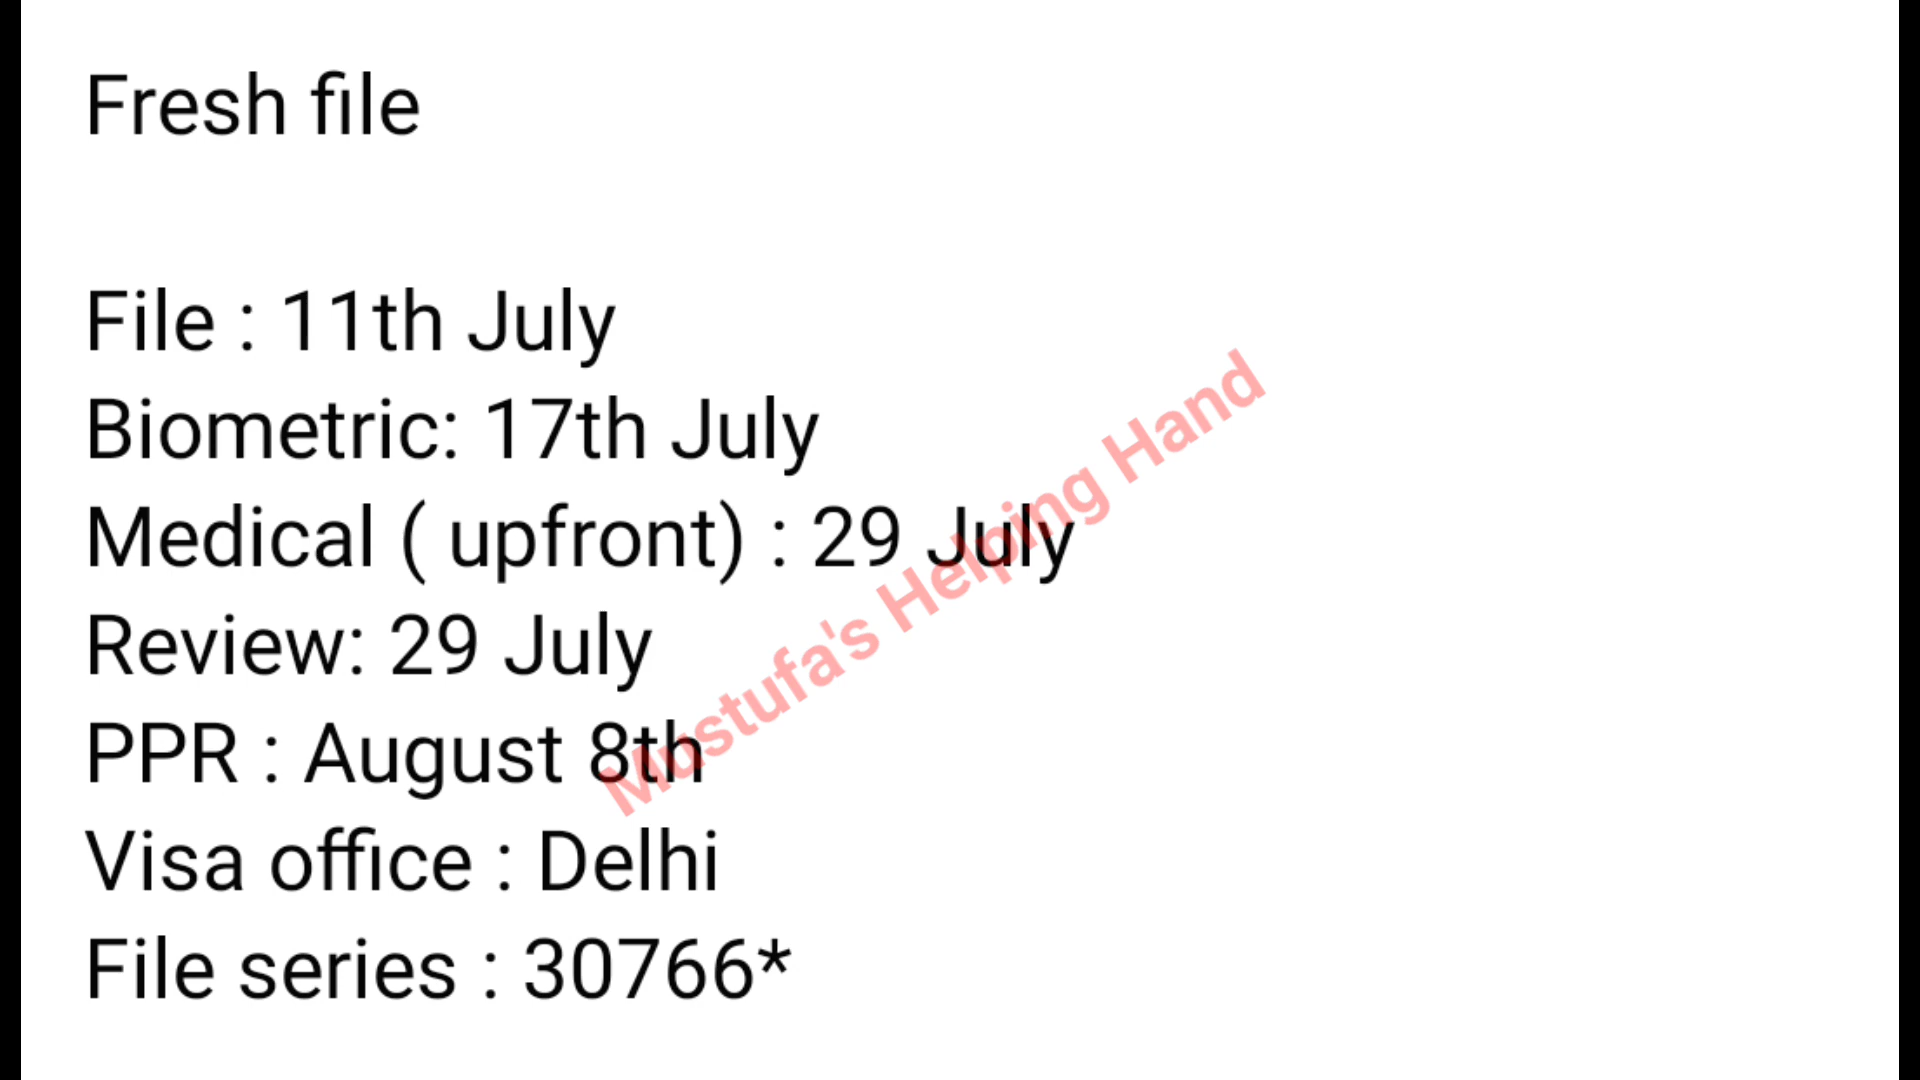 Fresh file
File : 11th July
Biometric: 17th July
Medical ( upfront) : 29 July
Review: 29 July
PPR : August 8th
Visa office : Delhi
File series : 30766*
Mustufa's Helping Hand